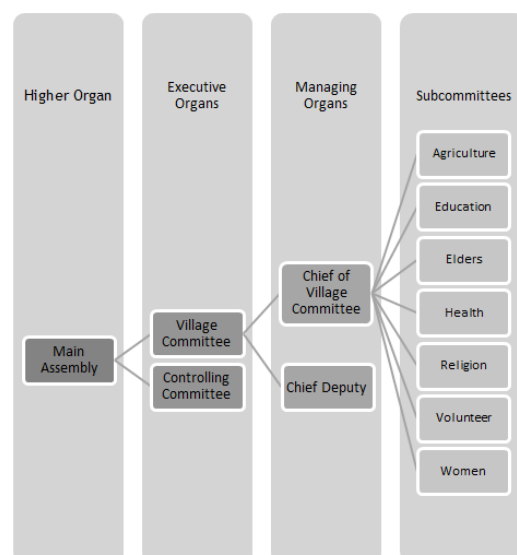 Higher Organ
Executive
Organs
Managing
Organs
Subcommittees
Main
Assembly
Village
Committee
Controlling
Committee
Chief of
Village
Committee
Chief Deputy
Agriculture
Education
Elders
Health
Religion
Volunteer
Women